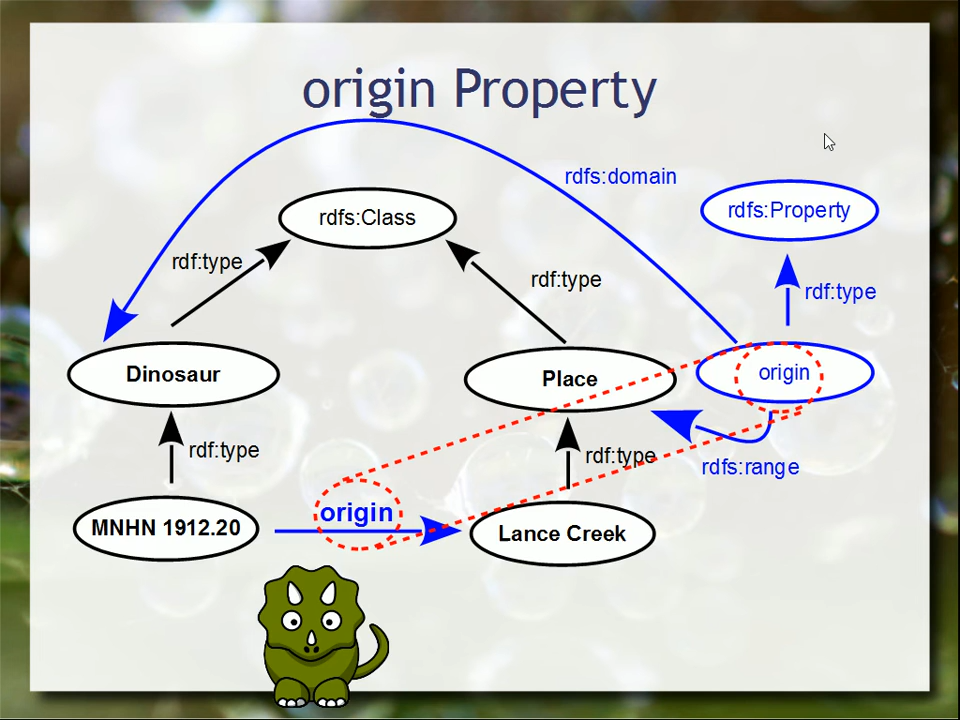 origin Property
rdfs:domain
rdfs:Class
rdfs:Property
rdf:type
rdf:type
rdf:type
Dinosaur
Place
origin
rdf:type
rdf:type
rdfs:range
origin
MNHN 1912.20
Lance Creek